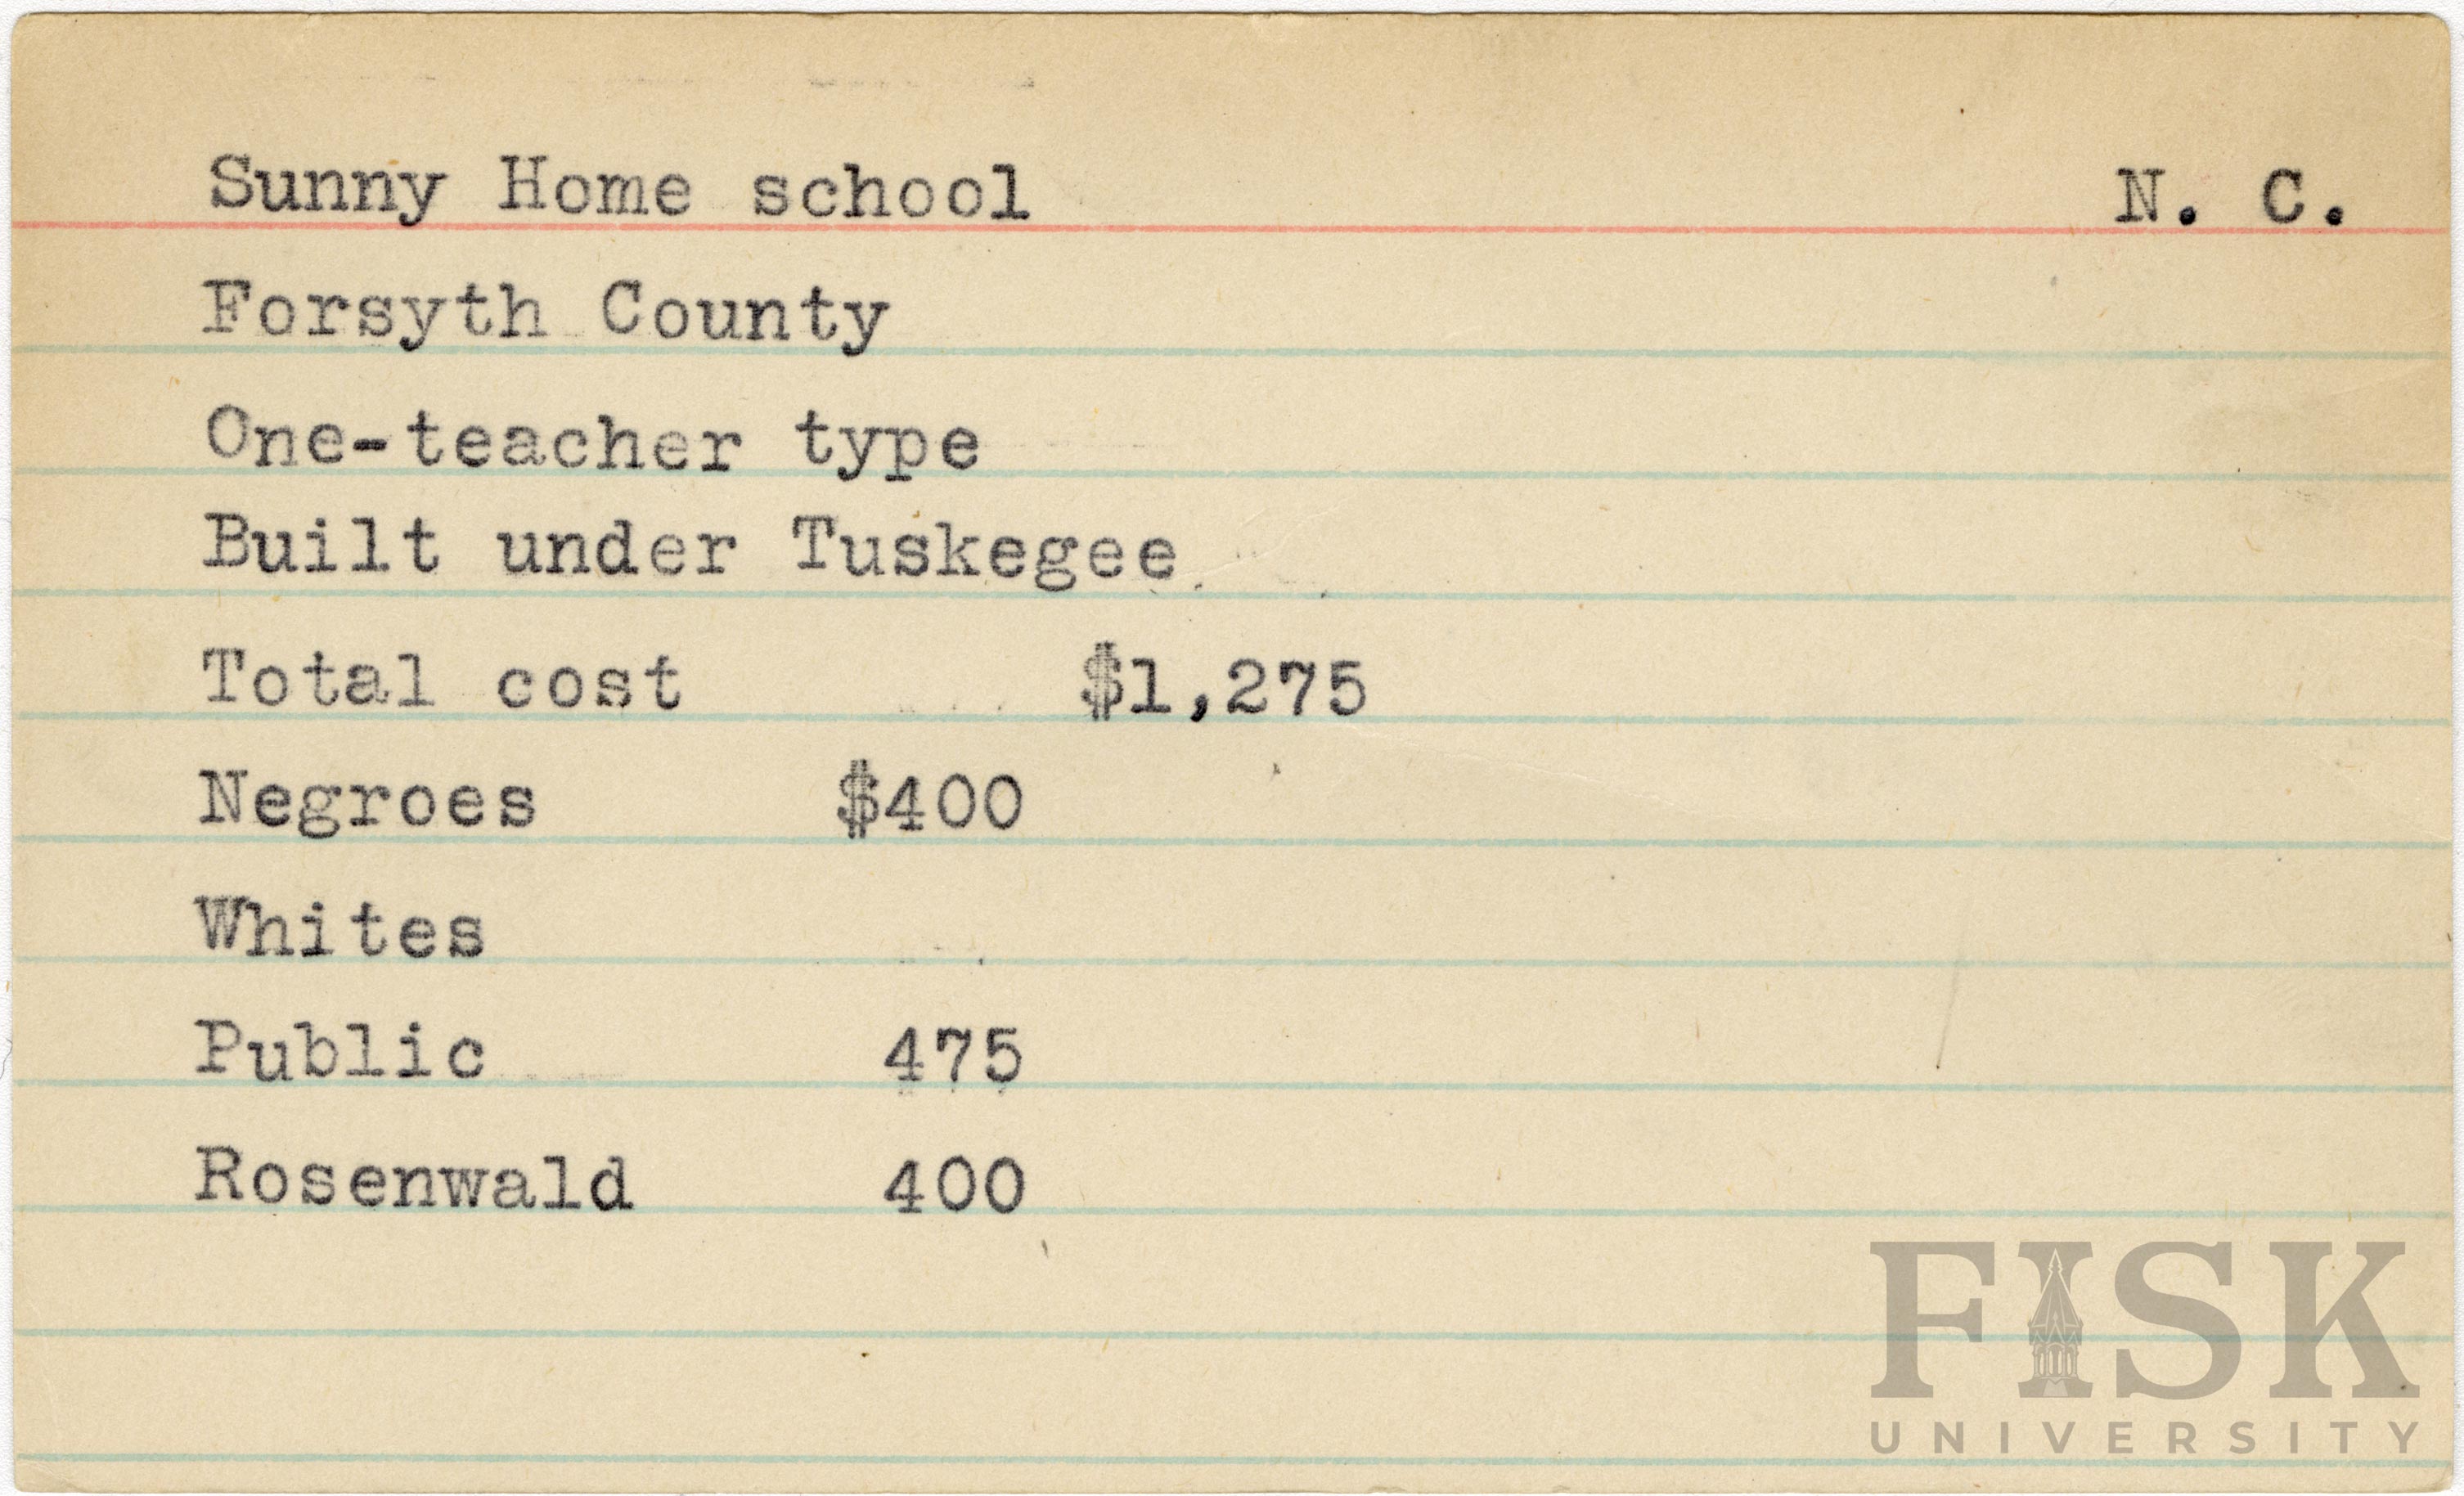 Sunny Home school N. C.
Forsyth County
One-teacher type
Built under Tuskegee
Total cost $1,275
Negroes $400
Whites
Public 475
Rosenwald 400
FISK
UNIVERSITY